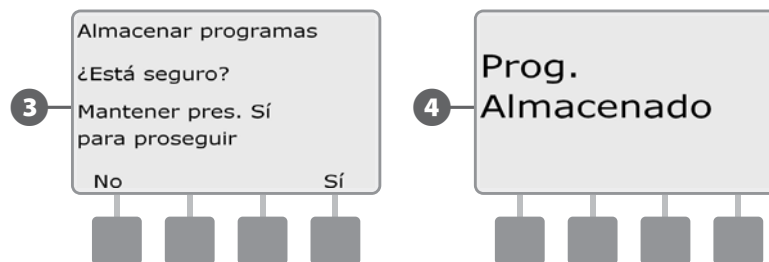 3
Almacenar programas
¿Está seguro?
Mantener pres. Sí
para proseguir
No Sí
4
Prog.
Almacenado